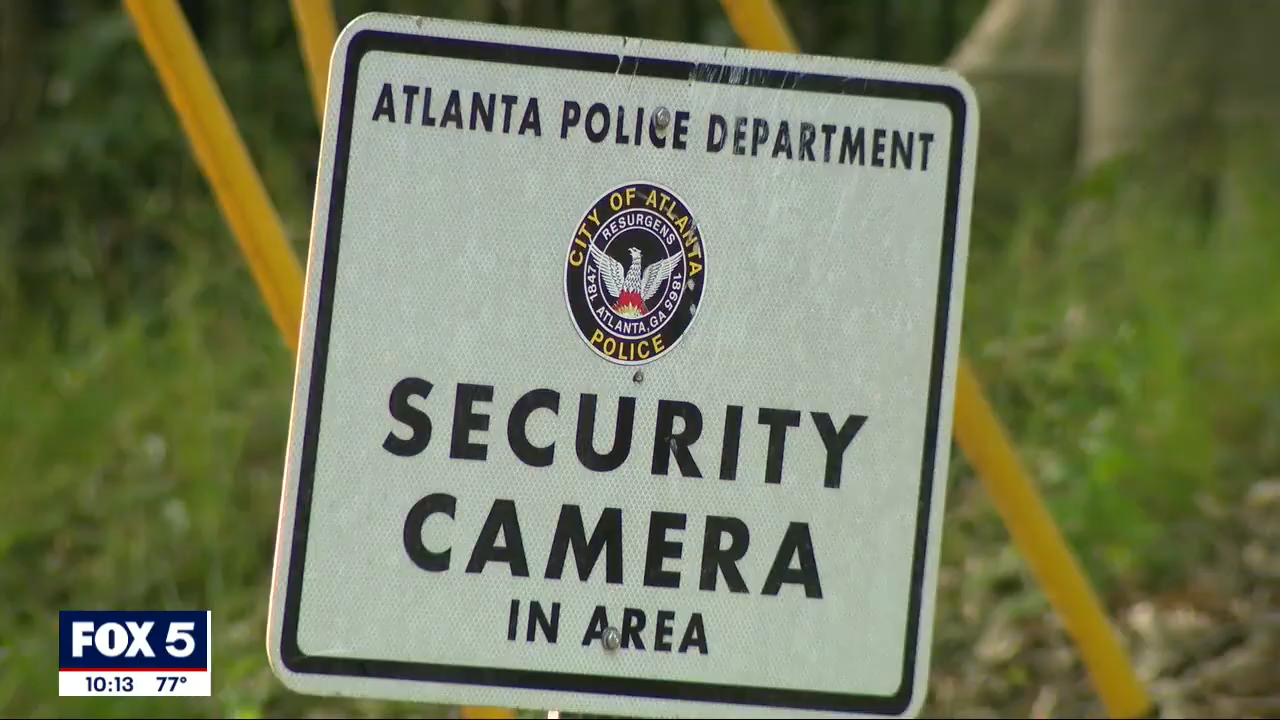 ATLANTA POLICE DEPARTMENT
CITY OF ATLANTA
RESURGENS
1847 1865
ATLANTA, GA
POLICE
SECURITY
CAMERA
IN AREA
FOX 5
10:13 77°